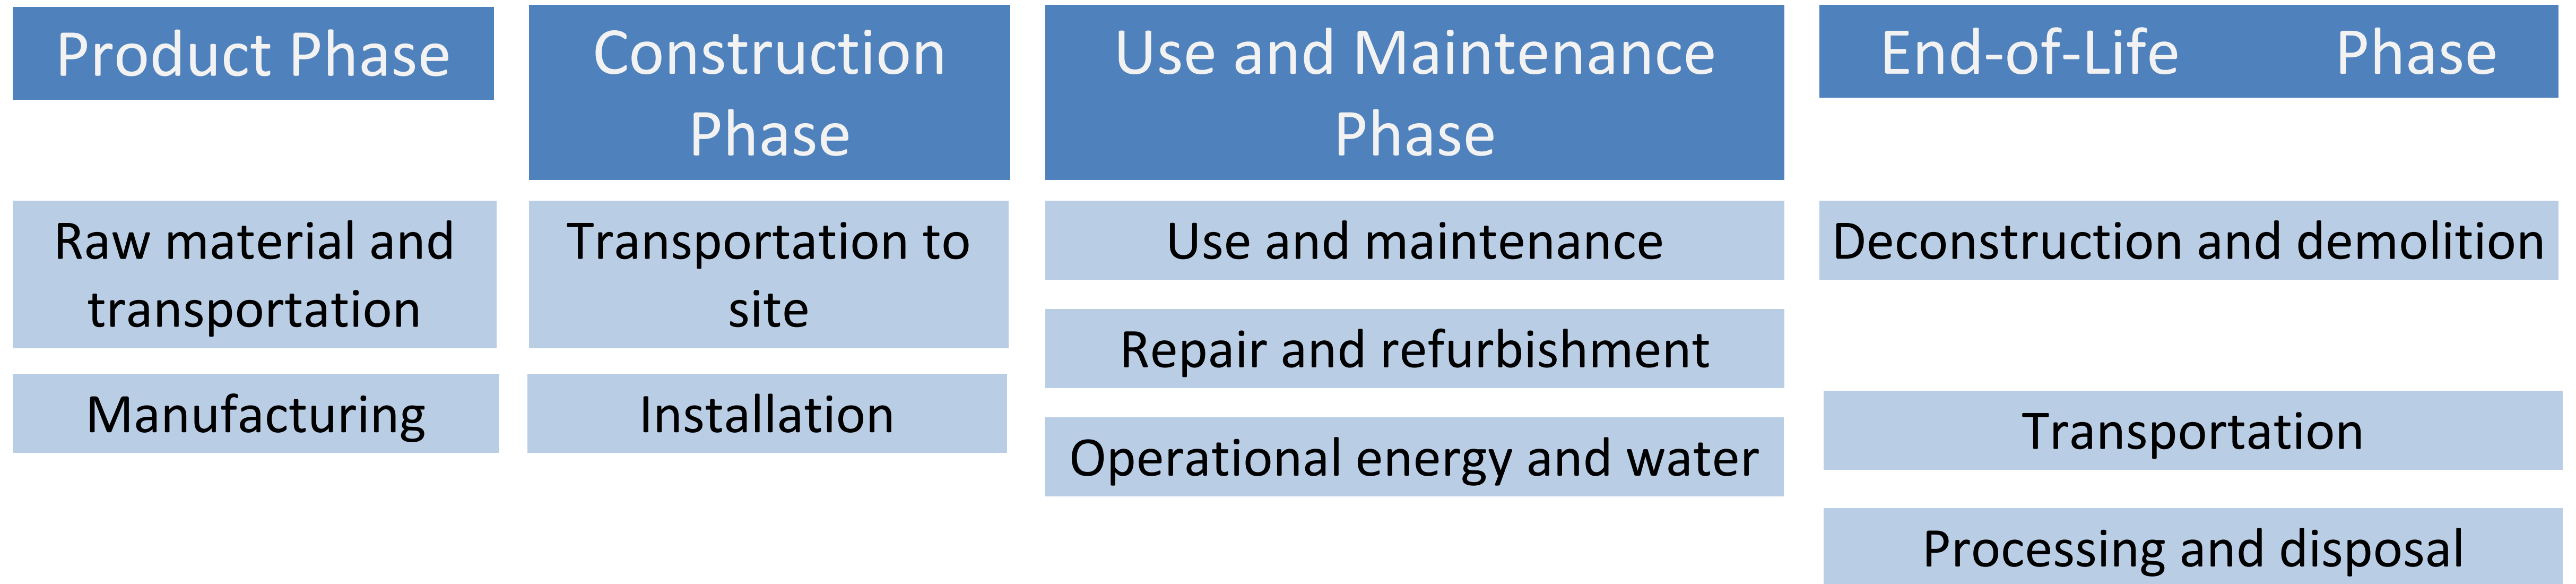 Product Phase
Raw material and
transportation
Manufacturing
Construction
Phase
Transportation to
site
Installation
Use and Maintenance
Phase
Use and maintenance
Repair and refurbishment
Operational energy and water
End-of-Life Phase
Deconstruction and demolition
Transportation
Processing and disposal